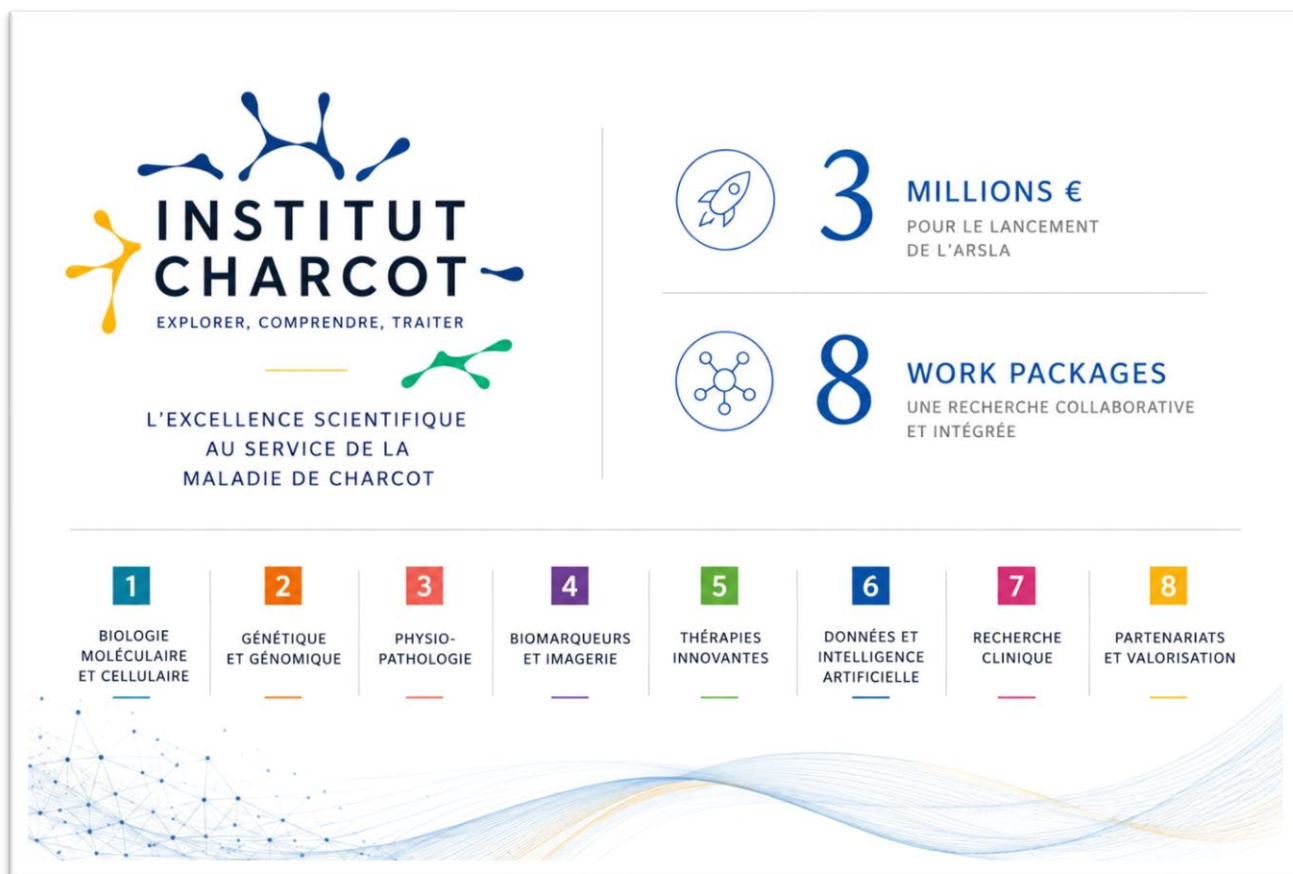 INSTITUT
CHARCOT
EXPLORER, COMPRENDRE, TRAITER
L'EXCELLENCE SCIENTIFIQUE
AU SERVICE DE LA
MALADIE DE CHARCOT
3
MILLIONS €
POUR LE LANCEMENT
DE L'ARSLA
8
WORK PACKAGES
UNE RECHERCHE COLLABORATIVE
ET INTÉGRÉE
1
BIOLOGIE
MOLÉCULAIRE
ET CELLULAIRE
2
GÉNÉTIQUE
ET GÉNOMIQUE
3
PHYSIO-
PATHOLOGIE
4
BIOMARQUEURS
ET IMAGERIE
5
THÉRAPIES
INNOVANTES
6
DONNÉES ET
INTELLIGENCE
ARTIFICIELLE
7
RECHERCHE
CLINIQUE
8
PARTENARIATS
ET VALORISATION